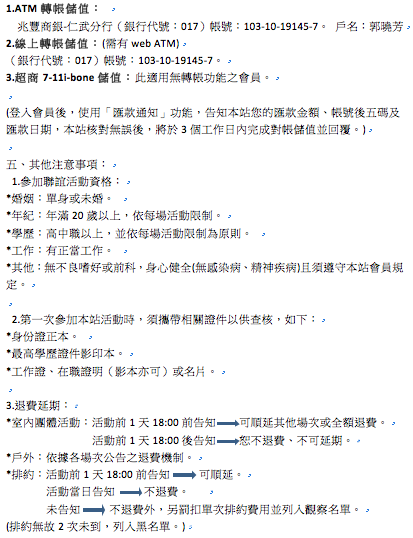 1.ATM 轉帳儲值：
兆豐商銀-仁武分行（銀行代號：017）帳號：103-10-19145-7。 戶名：郭曉芳
2.線上轉帳儲值：(需有 web ATM)
（銀行代號：017）帳號：103-10-19145-7。
3.超商 7-11i-bone 儲值：此適用無轉帳功能之會員。
(登入會員後，使用「匯款通知」功能，告知本站您的匯款金額、帳號後五碼及
匯款日期，本站核對無誤後，將於 3 個工作日內完成對帳儲值並回覆。)
五、其他注意事項：
1.參加聯誼活動資格：
*婚姻：單身或未婚。
*年紀：年滿 20 歲以上，依每場活動限制。
*學歷：高中職以上，並依每場活動限制為原則。
*工作：有正當工作。
*其他：無不良嗜好或前科，身心健全(無感染病、精神疾病)且須遵守本站會員規
定。
2.第一次參加本站活動時，須攜帶相關證件以供查核，如下：
*身份證正本。
*最高學歷證件影印本。
*工作證、在職證明（影本亦可）或名片。
3.退費延期：
*室內團體活動：活動前 1 天 18:00 前告知➡可順延其他場次或全額退費。
活動前 1 天 18:00 後告知➡恕不退費、不可延期。
*戶外：依據各場次公告之退費機制。
*排約：活動前 1 天 18:00 前告知➡ 可順延。
活動當日告知➡不退費。
未告知➡ 不退費外，另罰扣單次排約費用並列入觀察名單。
(排約無故 2 次未到，列入黑名單。)